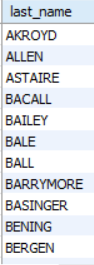 last_name
AKROYD
ALLEN
ASTAIRE
BACALL
BAILEY
BALE
BALL
BARRYMORE
BASINGER
BENING
BERGEN